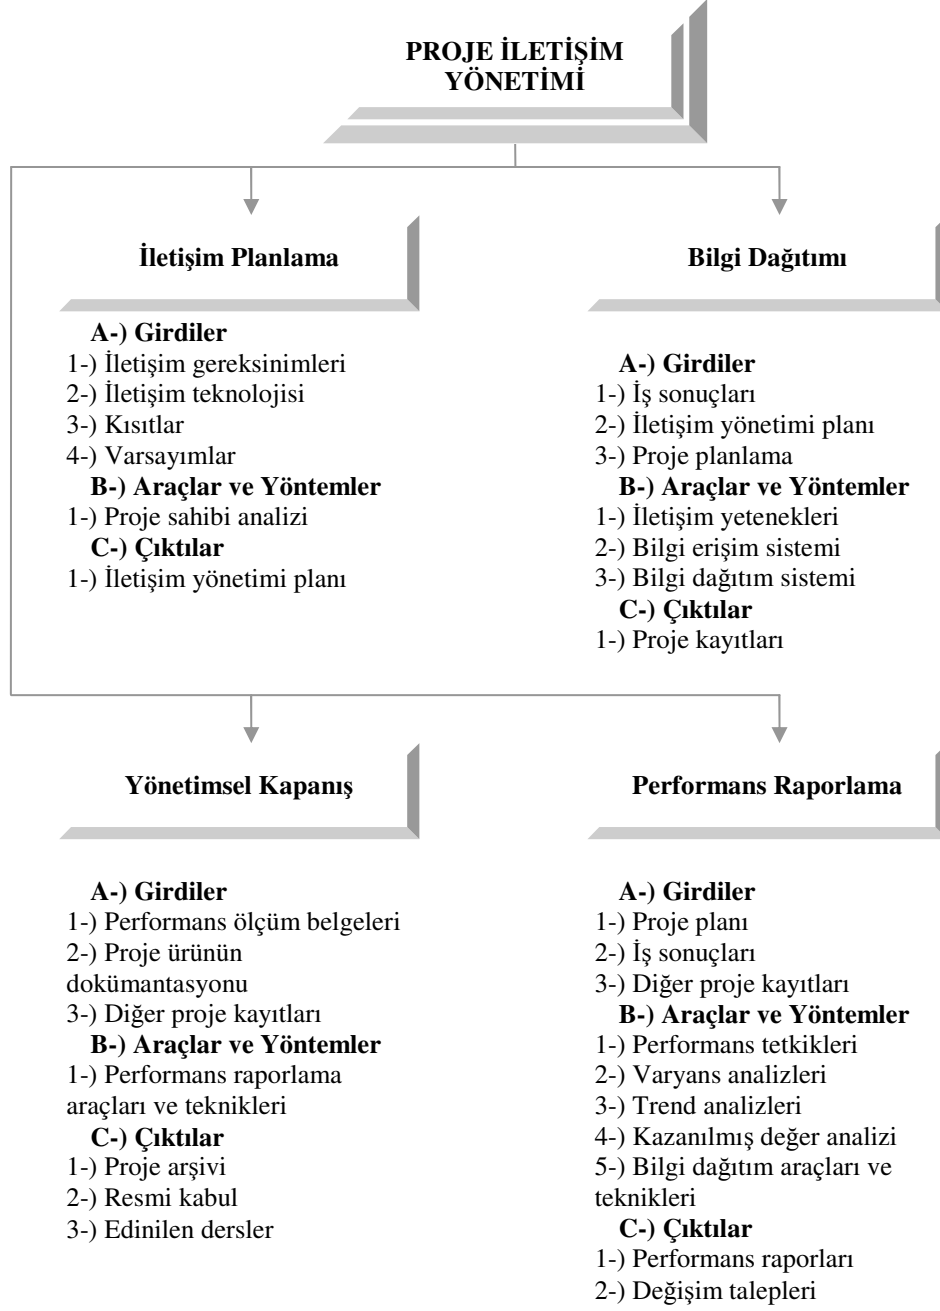 PROJE İLETİŞİM
YÖNETİMİ
İletişim Planlama
A-) Girdiler
1-) İletişim gereksinimleri
2-) İletişim teknolojisi
3-) Kısıtlar
4-) Varsayımlar
B-) Araçlar ve Yöntemler
1-) Proje sahibi analizi
C-) Çıktılar
1-) İletişim yönetimi planı
Bilgi Dağıtımı
A-) Girdiler
1-) İş sonuçları
2-) İletişim yönetimi planı
3-) Proje planlama
B-) Araçlar ve Yöntemler
1-) İletişim yetenekleri
2-) Bilgi erişim sistemi
3-) Bilgi dağıtım sistemi
C-) Çıktılar
1-) Proje kayıtları
Yönetimsel Kapanış
A-) Girdiler
1-) Performans ölçüm belgeleri
2-) Proje ürünün
dokümantasyonu
3-) Diğer proje kayıtları
B-) Araçlar ve Yöntemler
1-) Performans raporlama
araçları ve teknikleri
C-) Çıktılar
1-) Proje arşivi
2-) Resmi kabul
3-) Edinilen dersler
Performans Raporlama
A-) Girdiler
1-) Proje planı
2-) İş sonuçları
3-) Diğer proje kayıtları
B-) Araçlar ve Yöntemler
1-) Performans tetkikleri
2-) Varyans analizleri
3-) Trend analizleri
4-) Kazanılmış değer analizi
5-) Bilgi dağıtım araçları ve
teknikleri
C-) Çıktılar
1-) Performans raporları
2-) Değişim talepleri